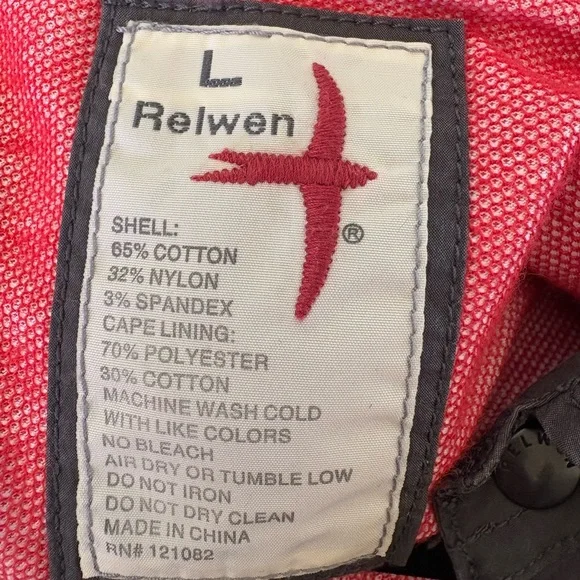 L
Relwen
®
SHELL:
65% COTTON
32% NYLON
3% SPANDEX
CAPE LINING:
70% POLYESTER
30% COTTON
MACHINE WASH COLD
WITH LIKE COLORS
NO BLEACH
AIR DRY OR TUMBLE LOW
DO NOT IRON
DO NOT DRY CLEAN
MADE IN CHINA
RN# 121082
RELWEN